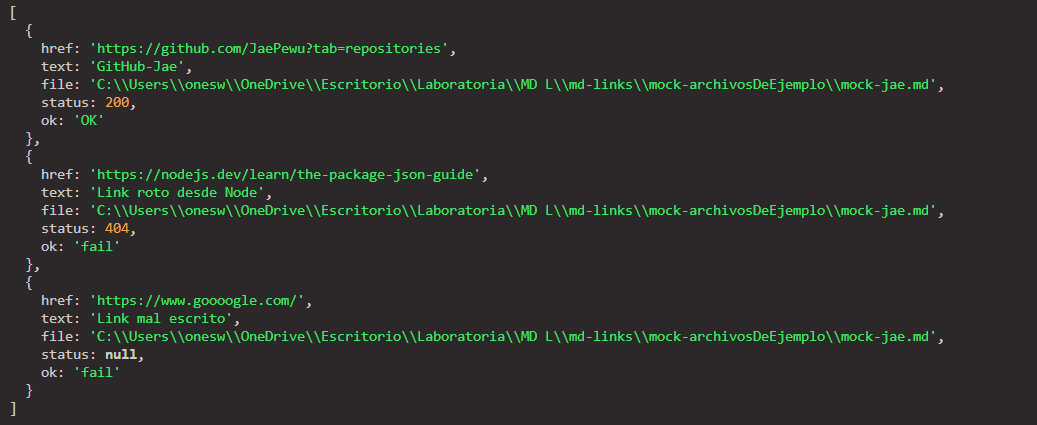 [
  {
    href: 'https://github.com/JaePewu?tab=repositories',
    text: 'GitHub-Jae',
    file: 'C:\\Users\\onesw\\OneDrive\\Escritorio\\Laboratoria\\MD L\\md-links\\mock-archivosDeEjemplo\\mock-jae.md',
    status: 200,
    ok: 'OK'
  },
  {
    href: 'https://nodejs.dev/learn/the-package-json-guide',
    text: 'Link roto desde Node',
    file: 'C:\\Users\\onesw\\OneDrive\\Escritorio\\Laboratoria\\MD L\\md-links\\mock-archivosDeEjemplo\\mock-jae.md',
    status: 404,
    ok: 'fail'
  },
  {
    href: 'https://www.goooogle.com/',
    text: 'Link mal escrito',
    file: 'C:\\Users\\onesw\\OneDrive\\Escritorio\\Laboratoria\\MD L\\md-links\\mock-archivosDeEjemplo\\mock-jae.md',
    status: null,
    ok: 'fail'
  }
]